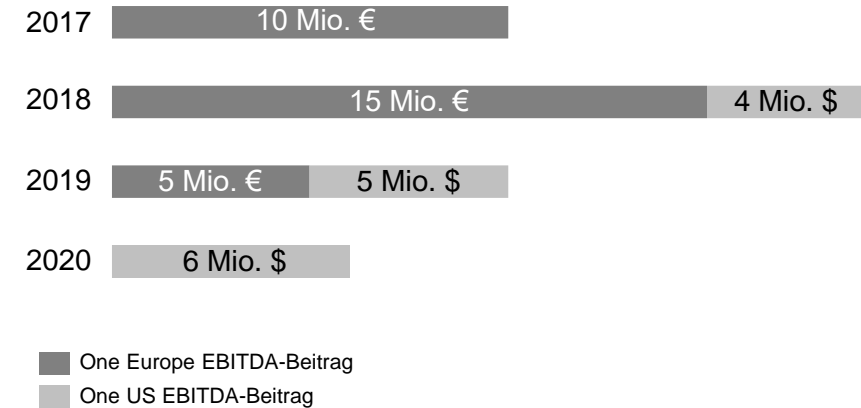 2017 10 Mio. €
2018 15 Mio. € 4 Mio. $
2019 5 Mio. € 5 Mio. $
2020 6 Mio. $
One Europe EBITDA-Beitrag
One US EBITDA-Beitrag